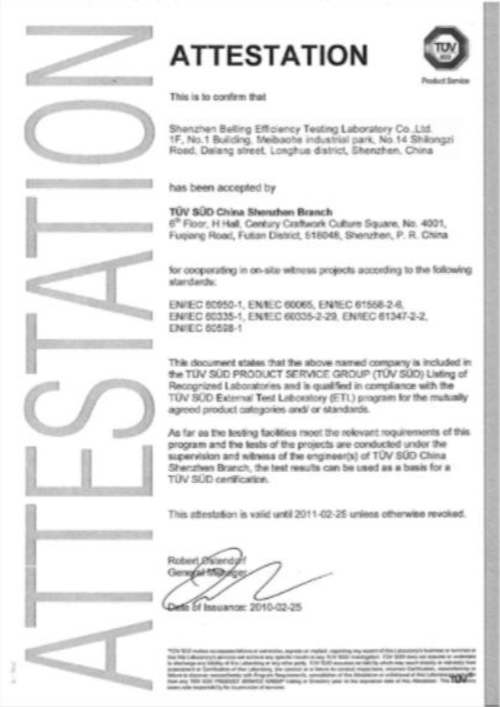 ATTESTATION
ATTESTATION
TÜV
SÜD
Product Service
This is to confirm that
Shenzhen Belling Efficiency Testing Laboratory Co.,Ltd.
1F, No.1 Building, Meibaohe industrial park, No.14 Shilongzi
Road, Dalang street, Longhua district, Shenzhen, China
has been accepted by
TÜV SÜD China Shenzhen Branch
6th Floor, H Hall, Century Craftwork Culture Square, No. 4001,
Fuqiang Road, Futian District, 518048, Shenzhen, P. R. China
for cooperating in on-site witness projects according to the following
standards:
EN/IEC 60950-1, EN/IEC 60065, EN/IEC 61558-2-6,
EN/IEC 60335-1, EN/IEC 60335-2-29, EN/IEC 61347-2-2,
EN/IEC 60598-1
This document states that the above named company is included in
the TÜV SÜD PRODUCT SERVICE GROUP (TÜV SÜD) Listing of
Recognized Laboratories and is qualified in compliance with the
TÜV SÜD External Test Laboratory (ETL) program for the mutually
agreed product categories and/ or standards.
As far as the testing facilities meet the relevant requirements of this
program and the tests of the projects are conducted under the
supervision and witness of the engineer(s) of TÜV SÜD China
Shenzhen Branch, the test results can be used as a basis for a
TÜV SÜD certification.
This attestation is valid until 2011-02-25 unless otherwise revoked.
Robert Ostendorf
General Manager
Date of Issuance: 2010-02-25
TÜV